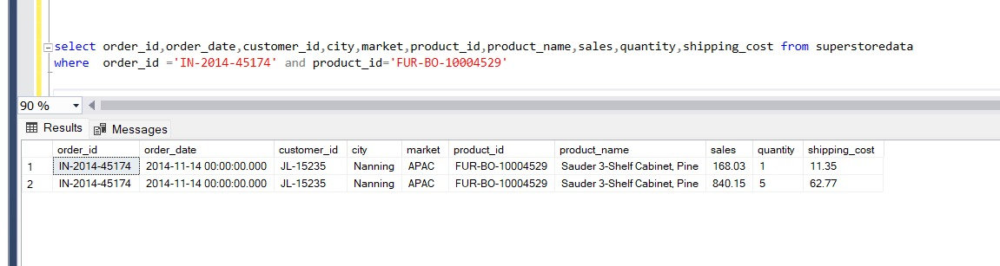 select order_id,order_date,customer_id,city,market,product_id,product_name,sales,quantity,shipping_cost from superstoredata
where  order_id ='IN-2014-45174' and product_id='FUR-BO-10004529'
90 %
Results Messages
order_id order_date customer_id city market product_id product_name sales quantity shipping_cost
1 IN-2014-45174 2014-11-14 00:00:00.000 JL-15235 Nanning APAC FUR-BO-10004529 Sauder 3-Shelf Cabinet, Pine 168.03 1 11.35
2 IN-2014-45174 2014-11-14 00:00:00.000 JL-15235 Nanning APAC FUR-BO-10004529 Sauder 3-Shelf Cabinet, Pine 840.15 5 62.77